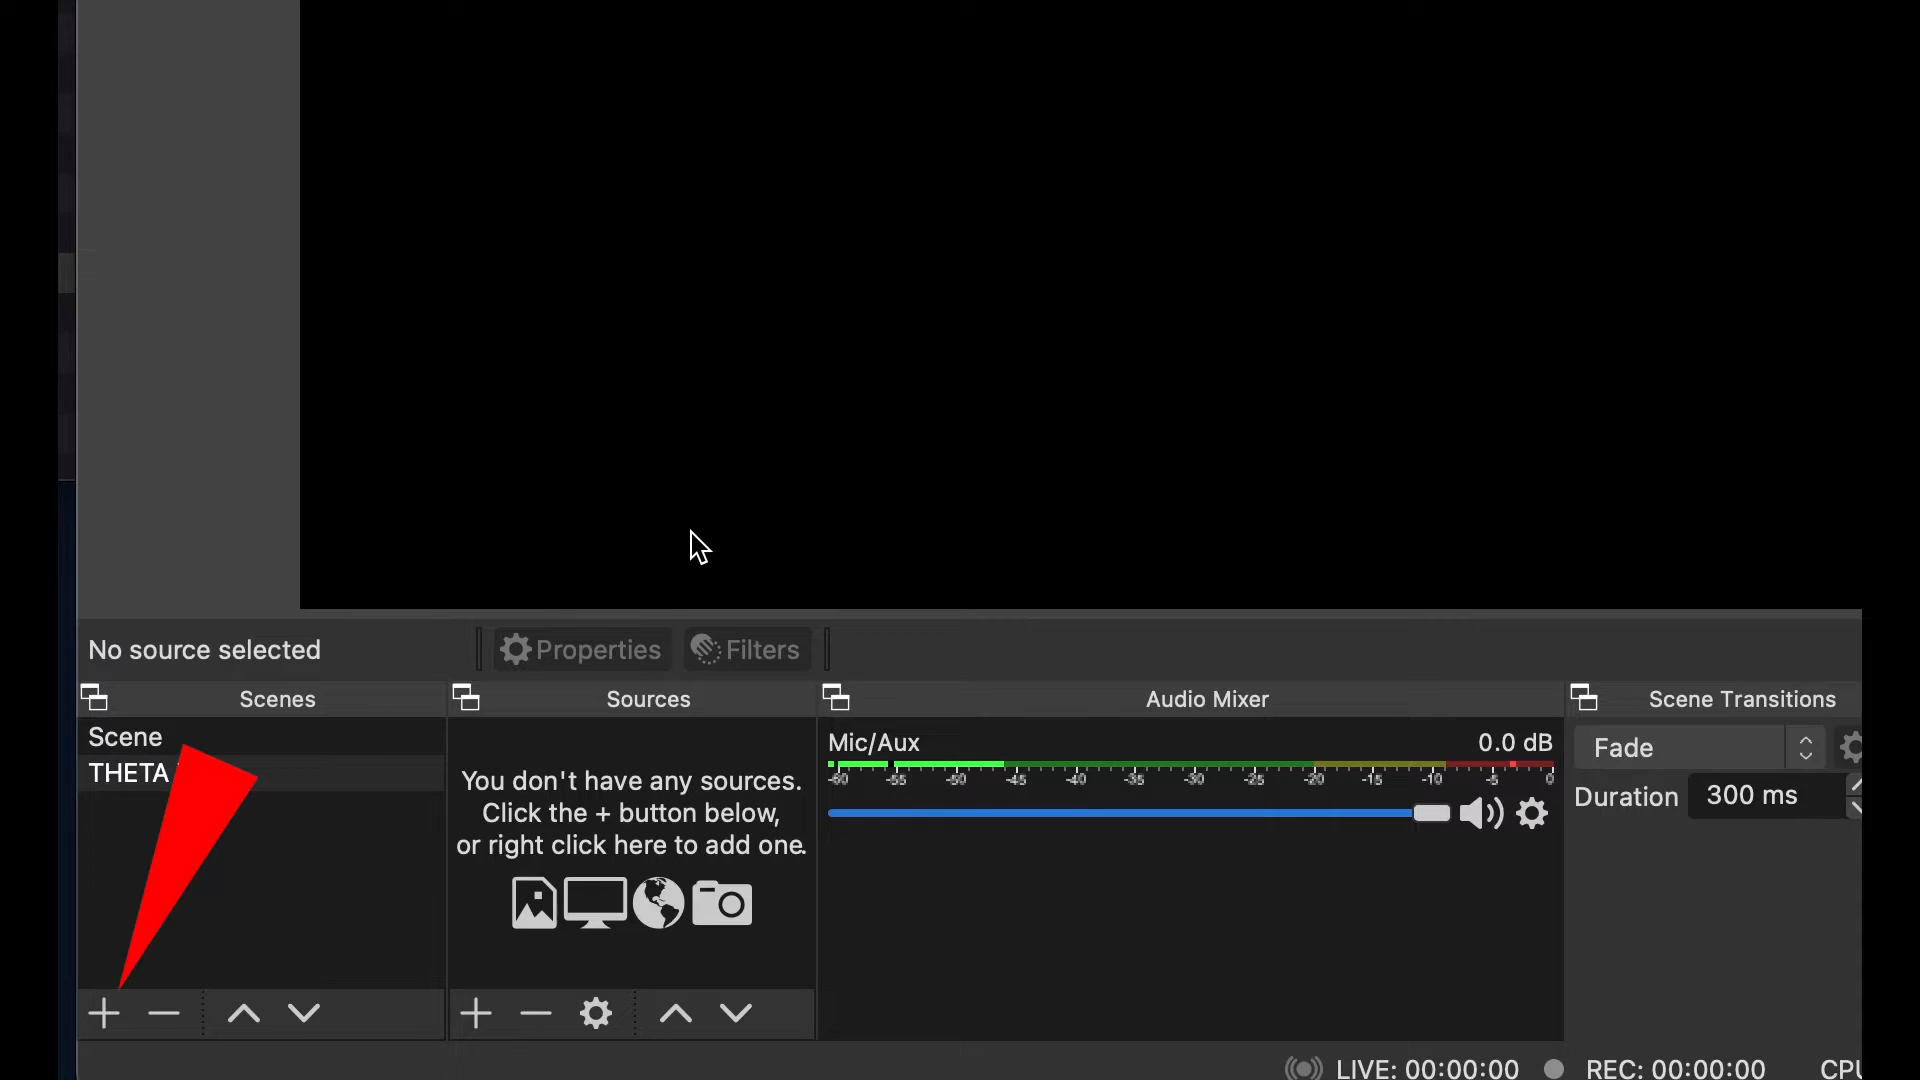 No source selected
Properties
Filters
Scenes
Sources
Audio Mixer
Scene Transitions
Scene
THETA
You don't have any sources.
Click the + button below,
or right click here to add one.
Mic/Aux
0.0 dB
-60 -55 -50 -45 -40 -35 -30 -25 -20 -15 -10 -5 0
Fade
Duration
300 ms
LIVE: 00:00:00
REC: 00:00:00
CPU